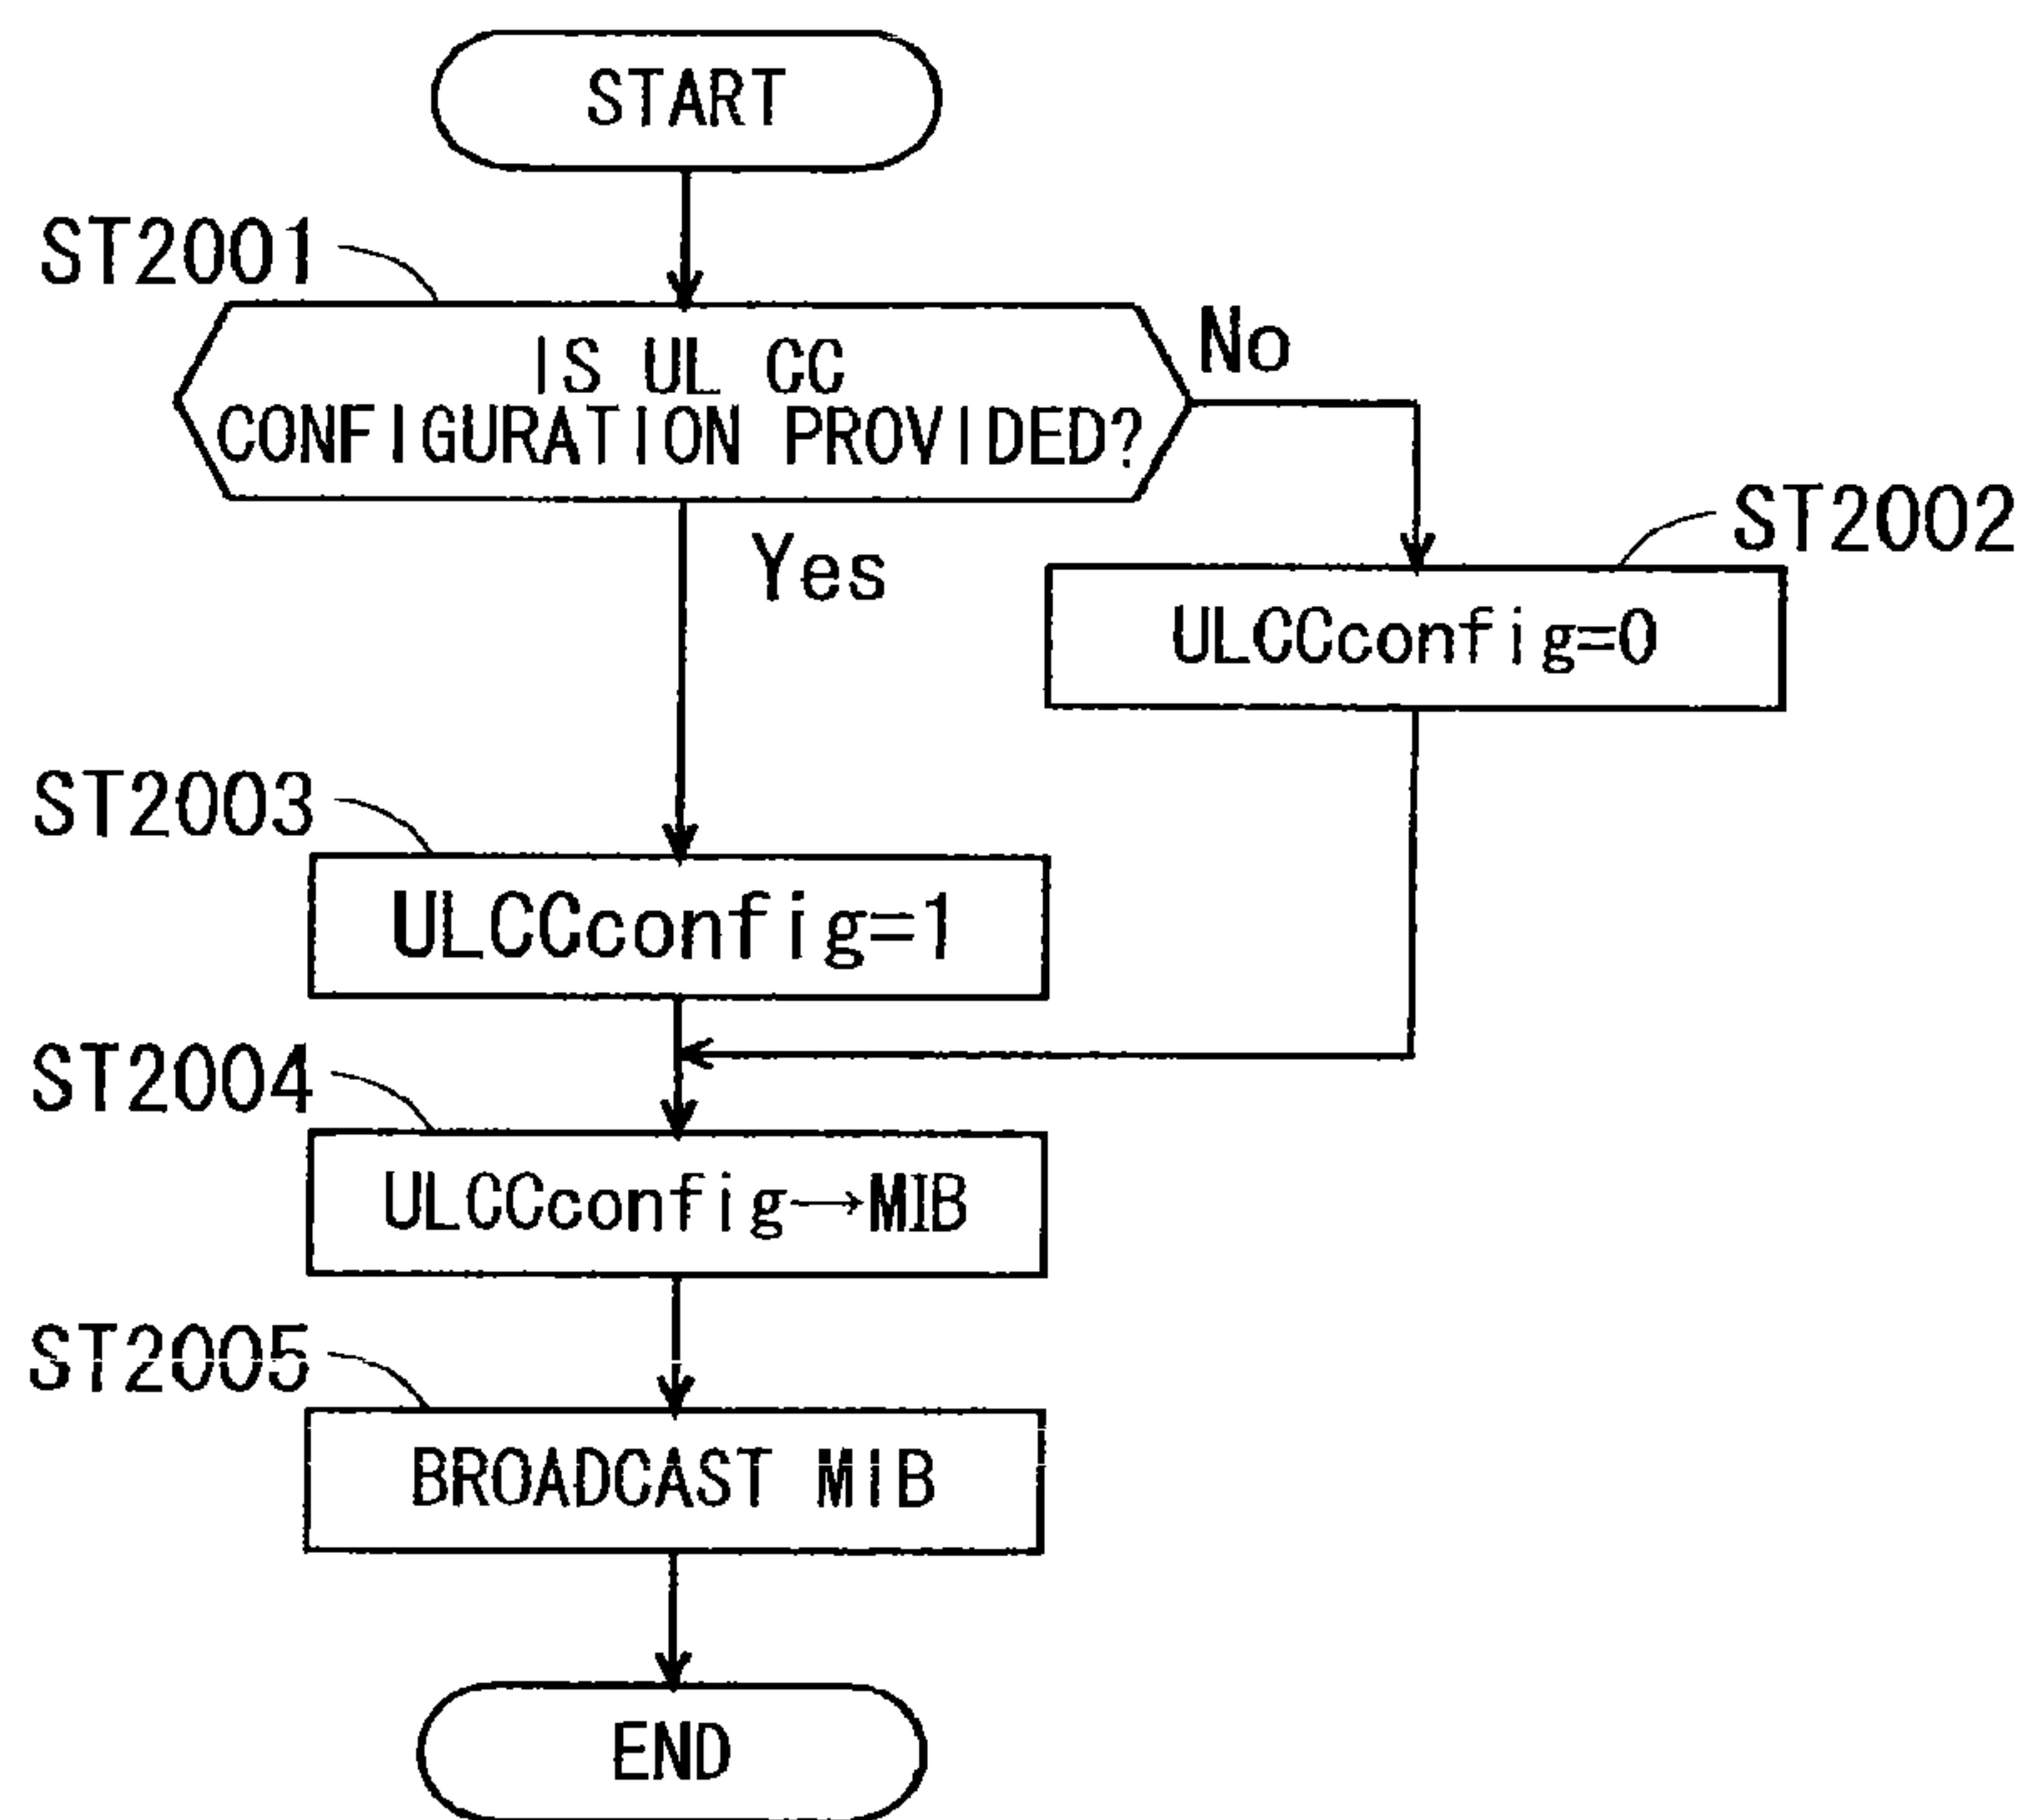 START
ST2001
IS UL CC
CONFIGURATION PROVIDED?
No
Yes
ST2002
ULCCconfig=0
ST2003
ULCCconfig=1
ST2004
ULCCconfig→MIB
ST2005
BROADCAST MIB
END